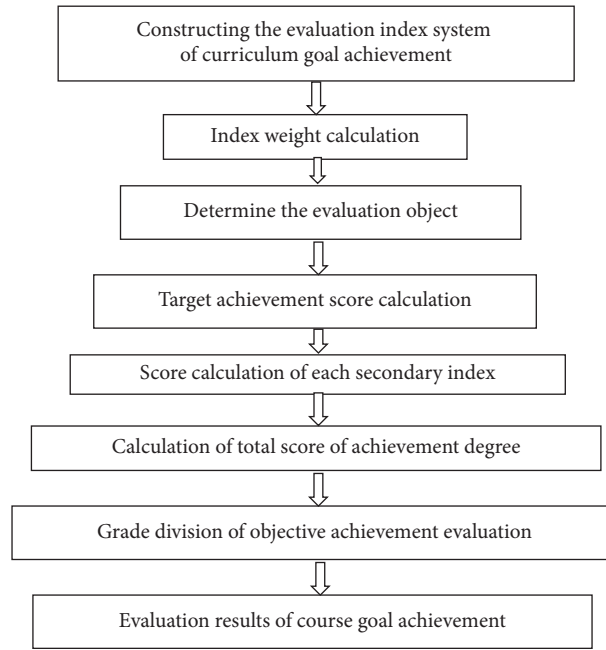 Constructing the evaluation index system
of curriculum goal achievement
Index weight calculation
Determine the evaluation object
Target achievement score calculation
Score calculation of each secondary index
Calculation of total score of achievement degree
Grade division of objective achievement evaluation
Evaluation results of course goal achievement